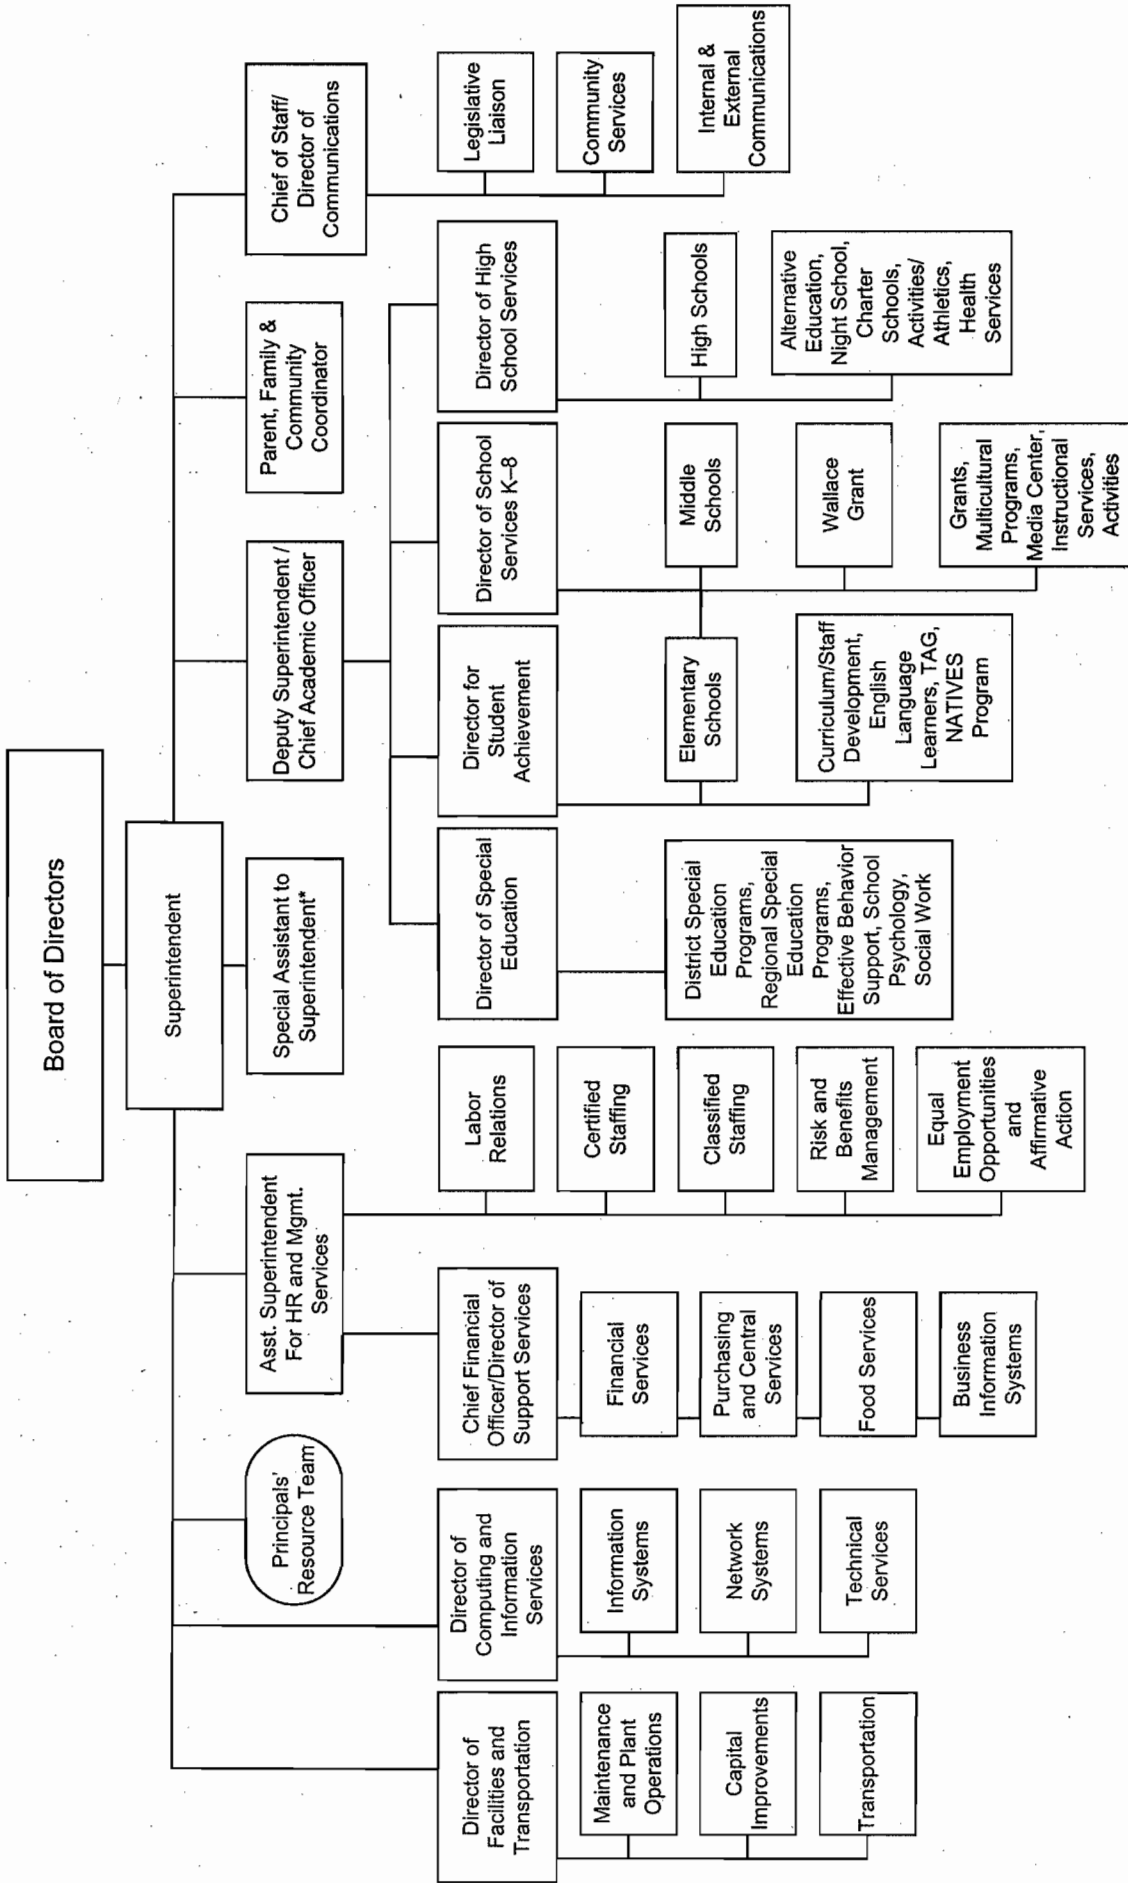 Board of Directors
Superintendent
Principals'
Resource Team
Asst. Superintendent
For HR and Mgmt.
Services
Special Assistant to
Superintendent*
Deputy Superintendent /
Chief Academic Officer
Parent, Family &
Community
Coordinator
Chief of Staff/
Director of
Communications
Director of
Facilities and
Transportation
Maintenance
and Plant
Operations
Capital
Improvements
Transportation
Director of
Computing and
Information
Services
Information
Systems
Network
Systems
Technical
Services
Chief Financial
Officer/Director of
Support Services
Financial
Services
Purchasing
and Central
Services
Food Services
Business
Information
Systems
Labor
Relations
Certified
Staffing
Classified
Staffing
Risk and
Benefits
Management
Equal
Employment
Opportunities
and
Affirmative
Action
Director of Special
Education
District Special
Education
Programs,
Regional Special
Education
Programs,
Effective Behavior
Support, School
Psychology,
Social Work
Director for
Student
Achievement
Elementary
Schools
Curriculum/Staff
Development,
English
Language
Learners, TAG,
NATIVES
Program
Director of School
Services K–8
Middle
Schools
Wallace
Grant
Grants,
Multicultural
Programs,
Media Center,
Instructional
Services,
Activities
Director of High
School Services
High Schools
Alternative
Education,
Night School,
Charter
Schools,
Activities/
Athletics,
Health
Services
Legislative
Liaison
Community
Services
Internal &
External
Communications